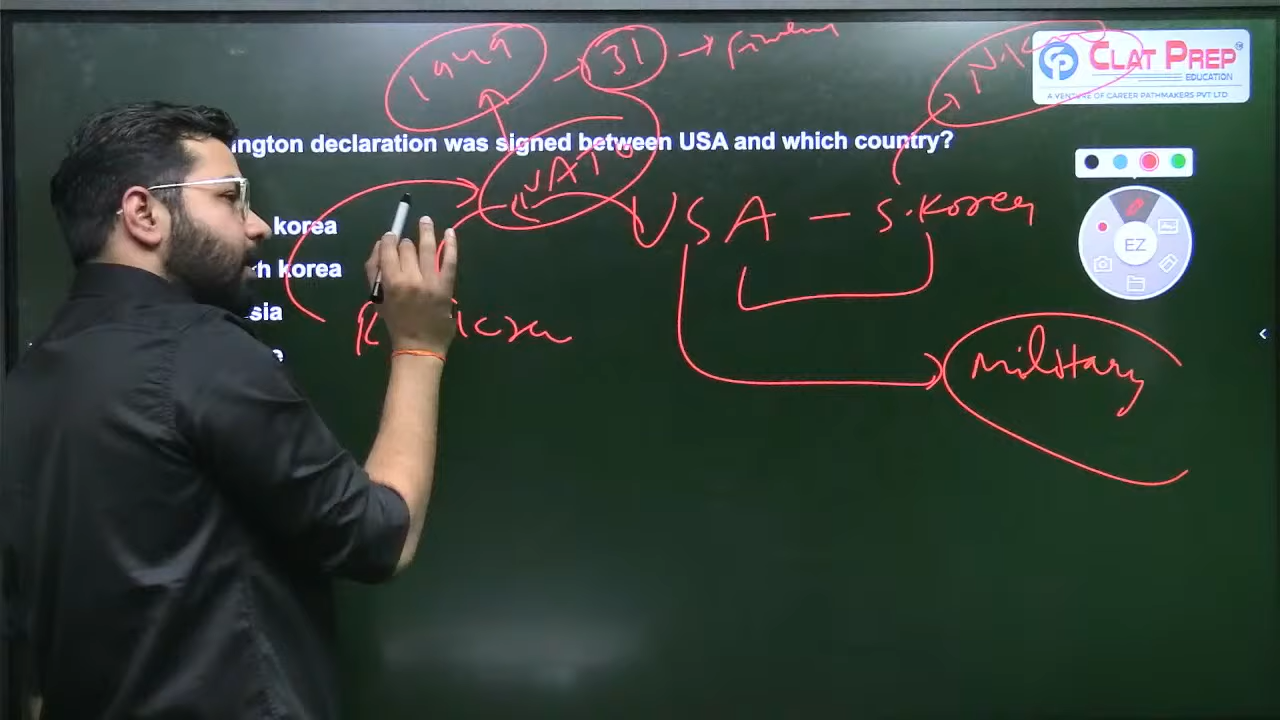 1949 → 31 → Finland
CLAT PREP
EDUCATION
A VENTURE OF CAREER PATHMAKERS PVT LTD
ington declaration was signed between USA and which country?
NATO
USA - S.Korea
korea
h korea
sia
EZ
military